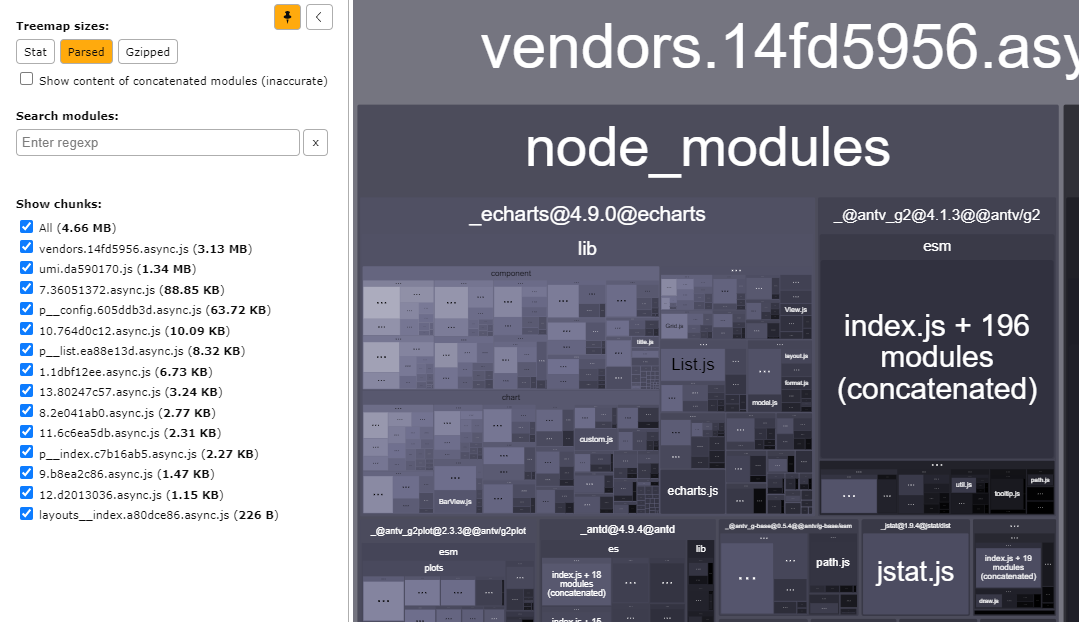 Treemap sizes:
Stat Parsed Gzipped
Show content of concatenated modules (inaccurate)
Search modules:
Enter regexp x
Show chunks:
All (4.66 MB)
vendors.14fd5956.async.js (3.13 MB)
umi.da590170.js (1.34 MB)
7.36051372.async.js (88.85 KB)
p__config.605ddb3d.async.js (63.72 KB)
10.764d0c12.async.js (10.09 KB)
p__list.ea88e13d.async.js (8.32 KB)
1.1dbf12ee.async.js (6.73 KB)
13.80247c57.async.js (3.24 KB)
8.2e041ab0.async.js (2.77 KB)
11.6c6ea5db.async.js (2.31 KB)
p__index.c7b16ab5.async.js (2.27 KB)
9.b8ea2c86.async.js (1.47 KB)
12.d2013036.async.js (1.15 KB)
layouts__index.a80dce86.async.js (226 B)
vendors.14fd5956.asy
node_modules
_echarts@4.9.0@echarts
lib
component
title.js
chart
custom.js
BarView.js
View.js
Grid.js
List.js
layout.js
format.js
model.js
echarts.js
_@antv_g2@4.1.3@@antv/g2
esm
index.js + 196
modules
(concatenated)
util.js
tooltip.js
path.js
_@antv_g2plot@2.3.3@@antv/g2plot
esm
plots
_antd@4.9.4@antd
es
lib
index.js + 18
modules
(concatenated)
_@antv_g-base@0.5.4@@antv/g-base/esm
path.js
_jstat@1.9.4@jstat/dist
jstat.js
index.js + 19
modules
(concatenated)
draw.js